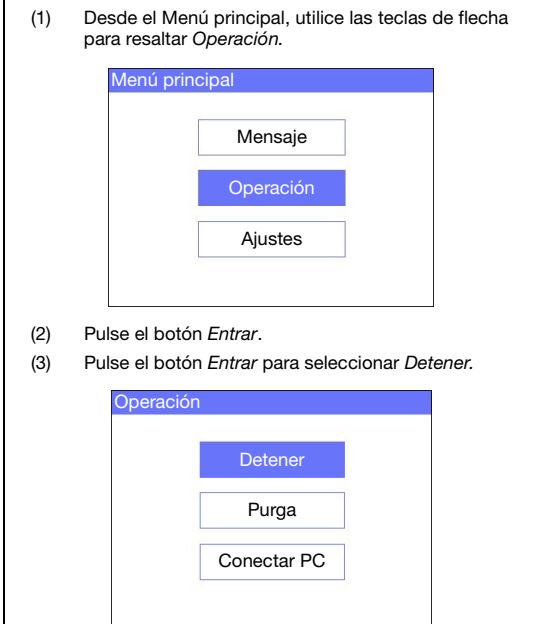 (1) Desde el Menú principal, utilice las teclas de flecha
para resaltar Operación.
Menú principal
Mensaje
Operación
Ajustes
(2) Pulse el botón Entrar.
(3) Pulse el botón Entrar para seleccionar Detener.
Operación
Detener
Purga
Conectar PC